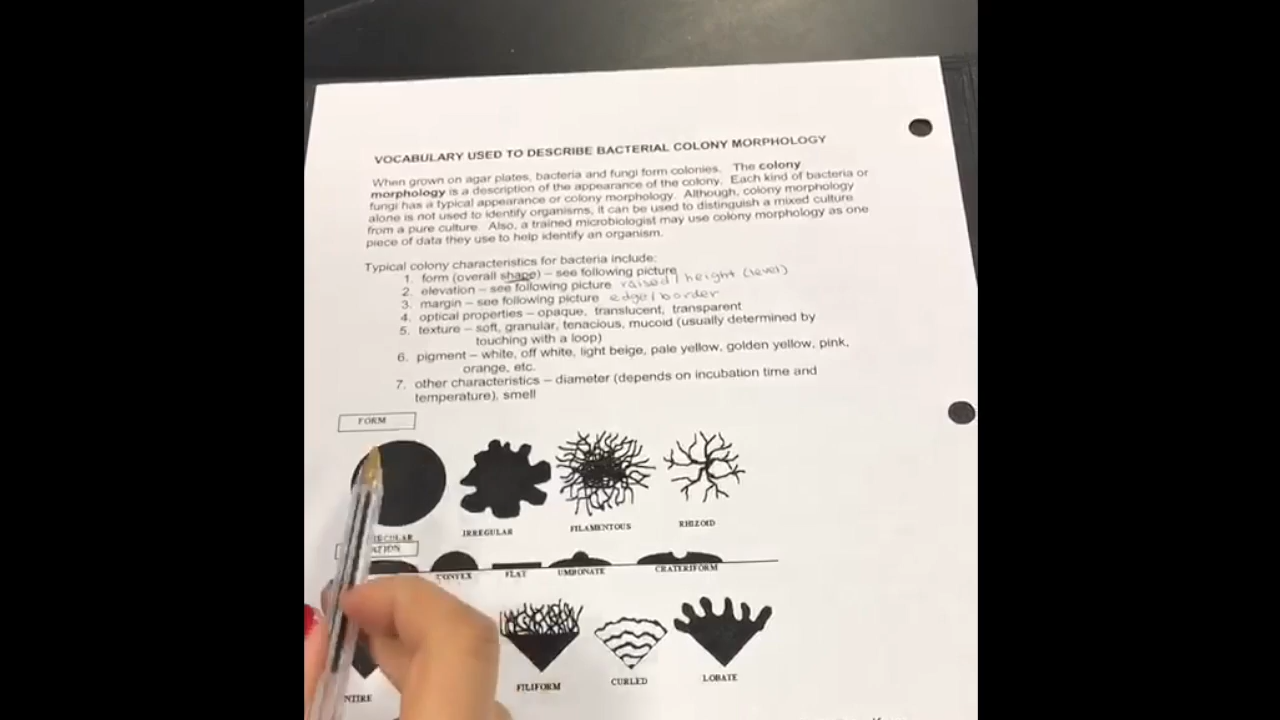 VOCABULARY USED TO DESCRIBE BACTERIAL COLONY MORPHOLOGY
When grown on agar plates, bacteria and fungi form colonies. The colony
morphology is a description of the appearance of the colony. Each kind of bacteria or
fungi has a typical appearance or colony morphology. Although, colony morphology
alone is not used to identify organisms, it can be used to distinguish a mixed culture
from a pure culture. Also, a trained microbiologist may use colony morphology as one
piece of data they use to help identify an organism.
Typical colony characteristics for bacteria include:
1. form (overall shape) – see following picture
2. elevation – see following picture raised/height (level)
3. margin – see following picture edge/border
4. optical properties – opaque, translucent, transparent
5. texture – soft, granular, tenacious, mucoid (usually determined by
touching with a loop)
6. pigment – white, off white, light beige, pale yellow, golden yellow, pink,
orange, etc.
7. other characteristics – diameter (depends on incubation time and
temperature), smell
FORM
IRREGULAR FILAMENTOUS RHIZOID
CONVEX FLAT UMBONATE CRATERIFORM
FILIFORM CURLED LOBATE